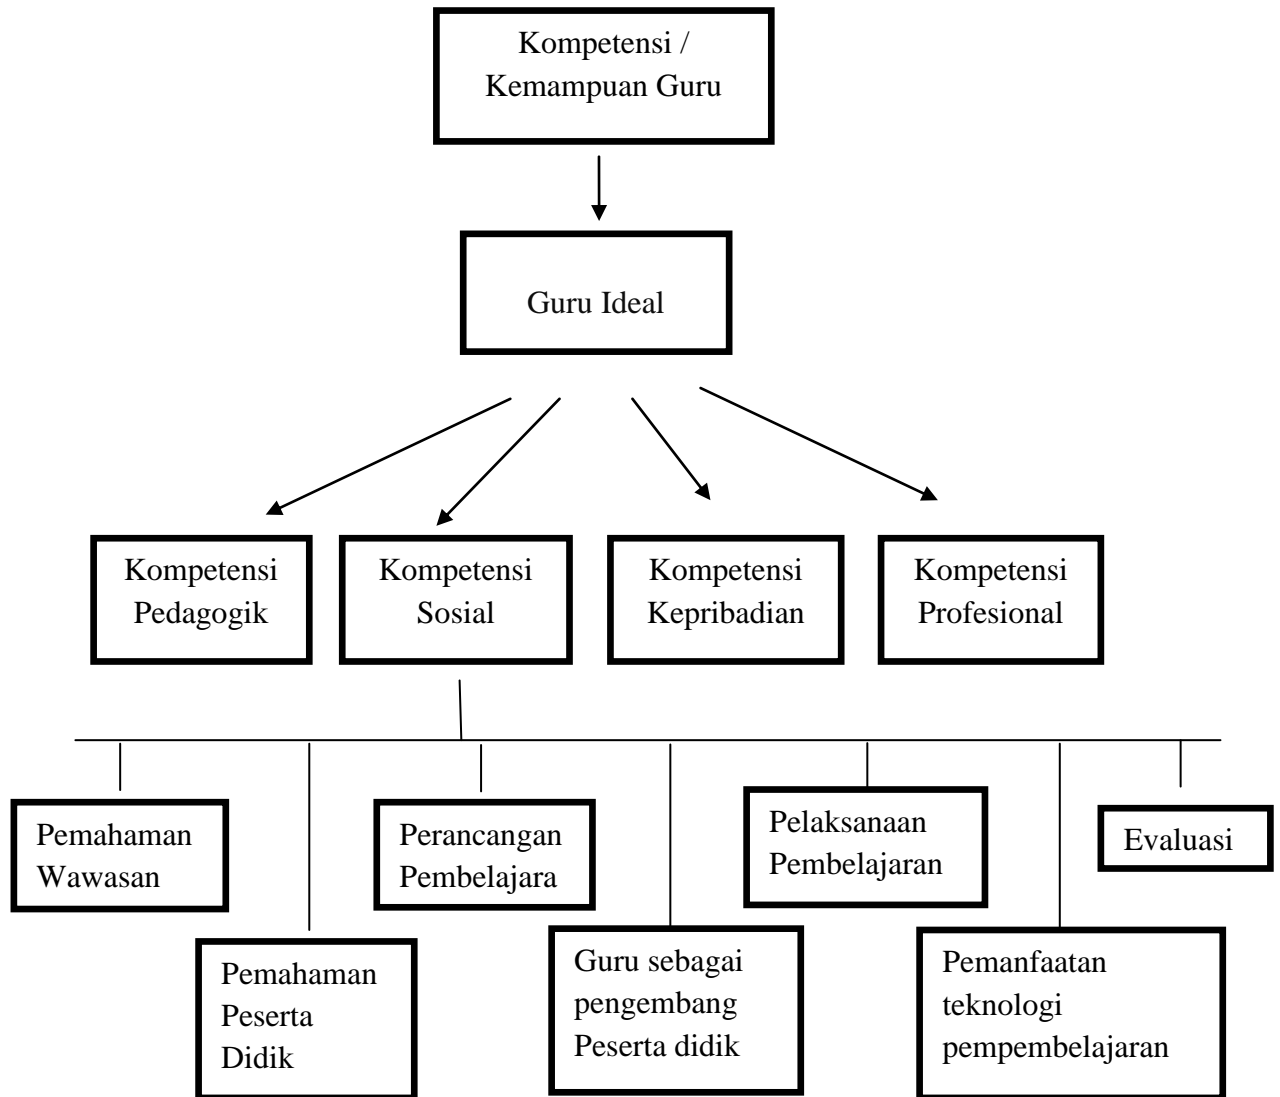 Kompetensi /
Kemampuan Guru
Guru Ideal
Kompetensi
Pedagogik
Kompetensi
Sosial
Kompetensi
Kepribadian
Kompetensi
Profesional
Pemahaman
Wawasan
Perancangan
Pembelajara
Pelaksanaan
Pembelajaran
Evaluasi
Pemahaman
Peserta
Didik
Guru sebagai
pengembang
Peserta didik
Pemanfaatan
teknologi
pempembelajaran